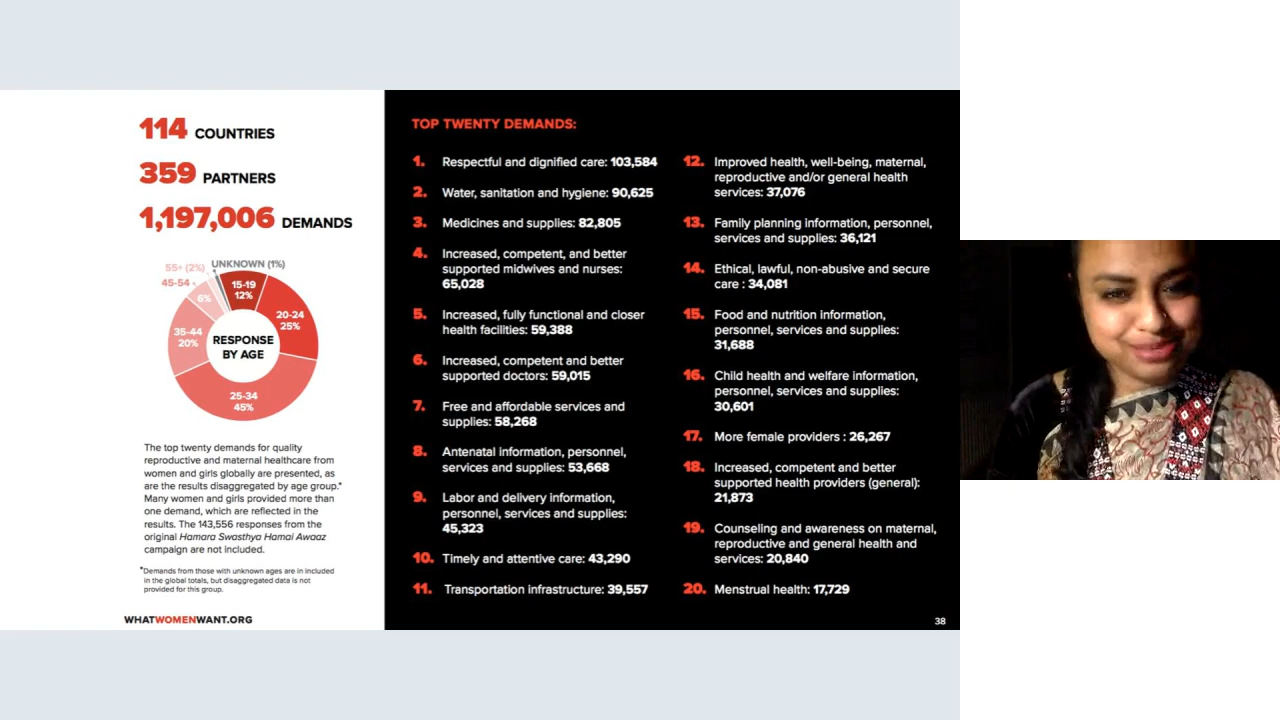 114 COUNTRIES
359 PARTNERS
1,197,006 DEMANDS
UNKNOWN (1%)
55+ (2%)
45-54
6%
15-19
12%
20-24
25%
35-44
20%
RESPONSE
BY AGE
25-34
45%
The top twenty demands for quality
reproductive and maternal healthcare from
women and girls globally are presented, as
are the results disaggregated by age group.*
Many women and girls provided more than
one demand, which are reflected in the
results. The 143,556 responses from the
original Hamara Swasthya Hamai Awaaz
campaign are not included.
*Demands from those with unknown ages are in included
in the global totals, but disaggregated data is not
provided for this group.
WHATWOMENWANT.ORG
TOP TWENTY DEMANDS:
1. Respectful and dignified care: 103,584
2. Water, sanitation and hygiene: 90,625
3. Medicines and supplies: 82,805
4. Increased, competent, and better
supported midwives and nurses:
65,028
5. Increased, fully functional and closer
health facilities: 59,388
6. Increased, competent and better
supported doctors: 59,015
7. Free and affordable services and
supplies: 58,268
8. Antenatal information, personnel,
services and supplies: 53,668
9. Labor and delivery information,
personnel, services and supplies:
45,323
10. Timely and attentive care: 43,290
11. Transportation infrastructure: 39,557
12. Improved health, well-being, maternal,
reproductive and/or general health
services: 37,076
13. Family planning information, personnel,
services and supplies: 36,121
14. Ethical, lawful, non-abusive and secure
care : 34,081
15. Food and nutrition information,
personnel, services and supplies:
31,688
16. Child health and welfare information,
personnel, services and supplies:
30,601
17. More female providers : 26,267
18. Increased, competent and better
supported health providers (general):
21,873
19. Counseling and awareness on maternal,
reproductive and general health and
services: 20,840
20. Menstrual health: 17,729
38